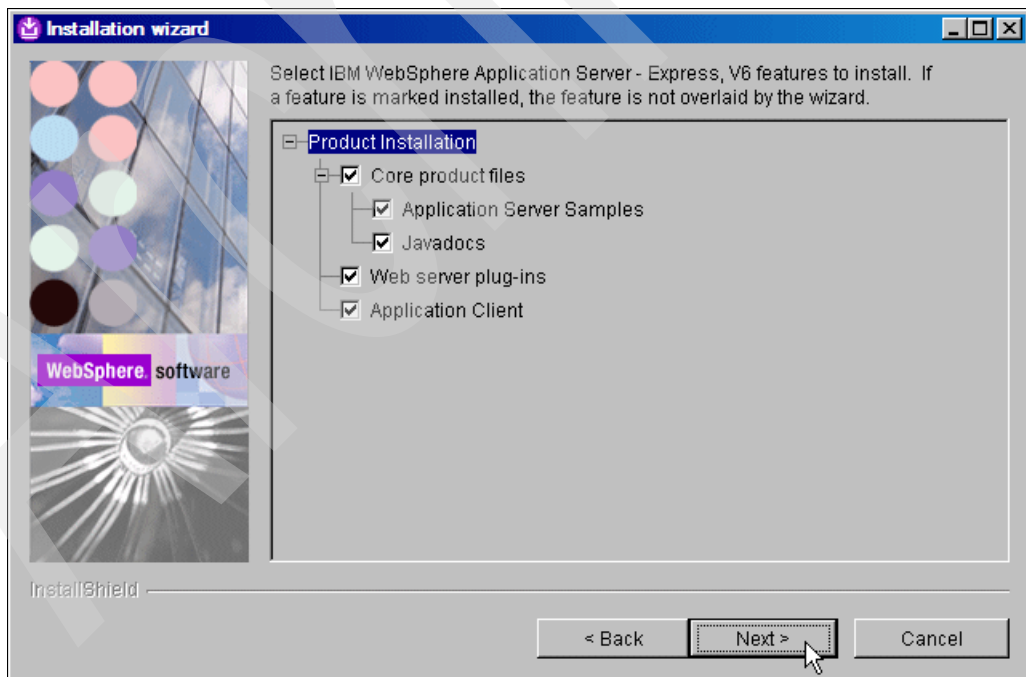 Installation wizard
Select IBM WebSphere Application Server - Express, V6 features to install. If
a feature is marked installed, the feature is not overlaid by the wizard.
Product Installation
Core product files
Application Server Samples
Javadocs
Web server plug-ins
Application Client
WebSphere. software
InstallShield
< Back
Next >
Cancel